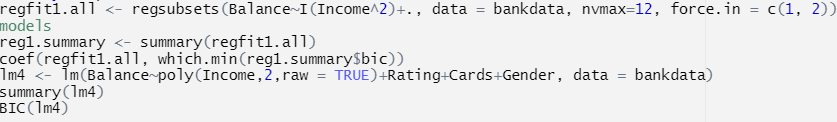 regfit1.all <- regsubsets(Balance~I(Income^2)+., data = bankdata, nvmax=12, force.in = c(1, 2))
models
reg1.summary <- summary(regfit1.all)
coef(regfit1.all, which.min(reg1.summary$bic))
lm4 <- lm(Balance~poly(Income,2,raw = TRUE)+Rating+Cards+Gender, data = bankdata)
summary(lm4)
BIC(lm4)